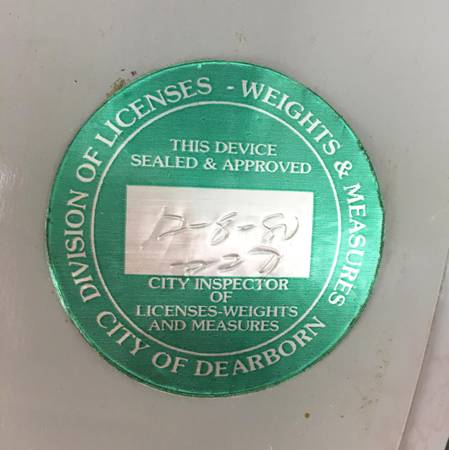 DIVISION OF LICENSES - WEIGHTS & MEASURES
THIS DEVICE
SEALED & APPROVED
CITY INSPECTOR
OF
LICENSES-WEIGHTS
AND MEASURES
CITY OF DEARBORN